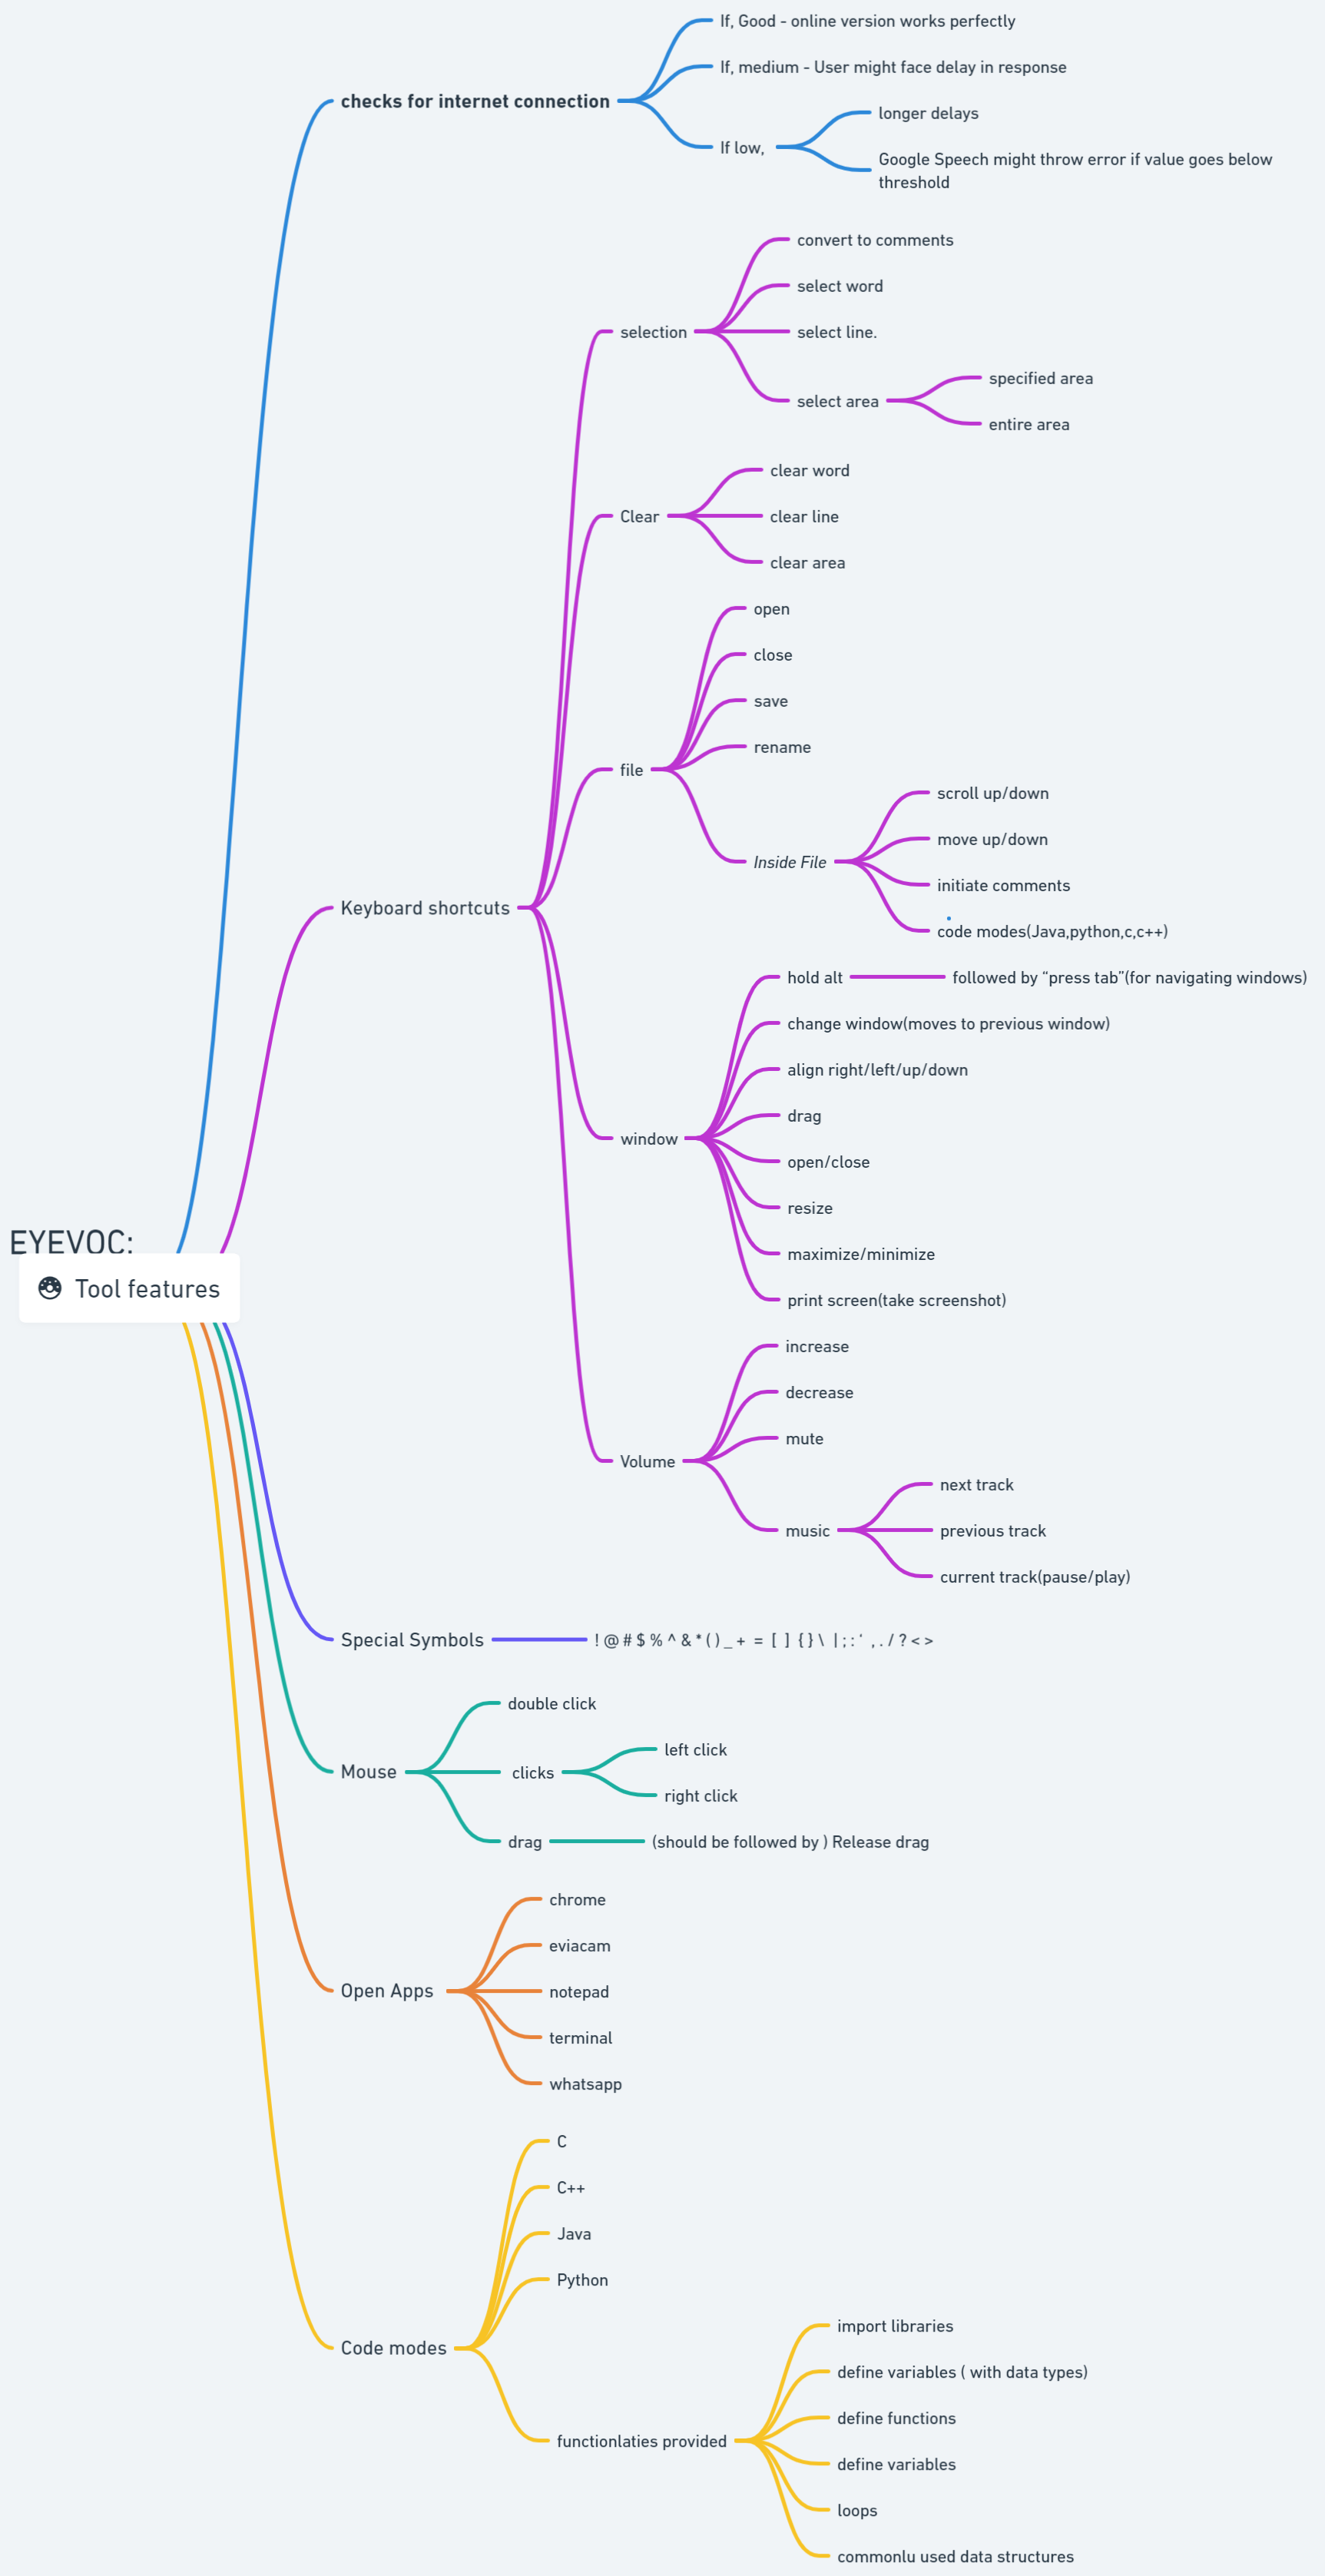 If, Good - online version works perfectly
If, medium - User might face delay in response
checks for internet connection
longer delays
If low,
Google Speech might throw error if value goes below
threshold
convert to comments
select word
selection
select line.
specified area
select area
entire area
clear word
Clear
clear line
clear area
open
close
save
rename
file
scroll up/down
move up/down
Inside File
initiate comments
Keyboard shortcuts
code modes(Java,python,c,c++)
hold alt
followed by “press tab”(for navigating windows)
change window(moves to previous window)
align right/left/up/down
drag
window
open/close
resize
EYEVOC:
maximize/minimize
Tool features
print screen(take screenshot)
increase
decrease
mute
Volume
next track
music
previous track
current track(pause/play)
Special Symbols
! @ # $ % ^ & * ( ) _ + = [ ] { } \ | ; : ‘ , . / ? < >
double click
left click
Mouse
clicks
right click
drag
(should be followed by ) Release drag
chrome
eviacam
Open Apps
notepad
terminal
whatsapp
C
C++
Java
Python
import libraries
Code modes
define variables ( with data types)
define functions
functionlaties provided
define variables
loops
commonlu used data structures